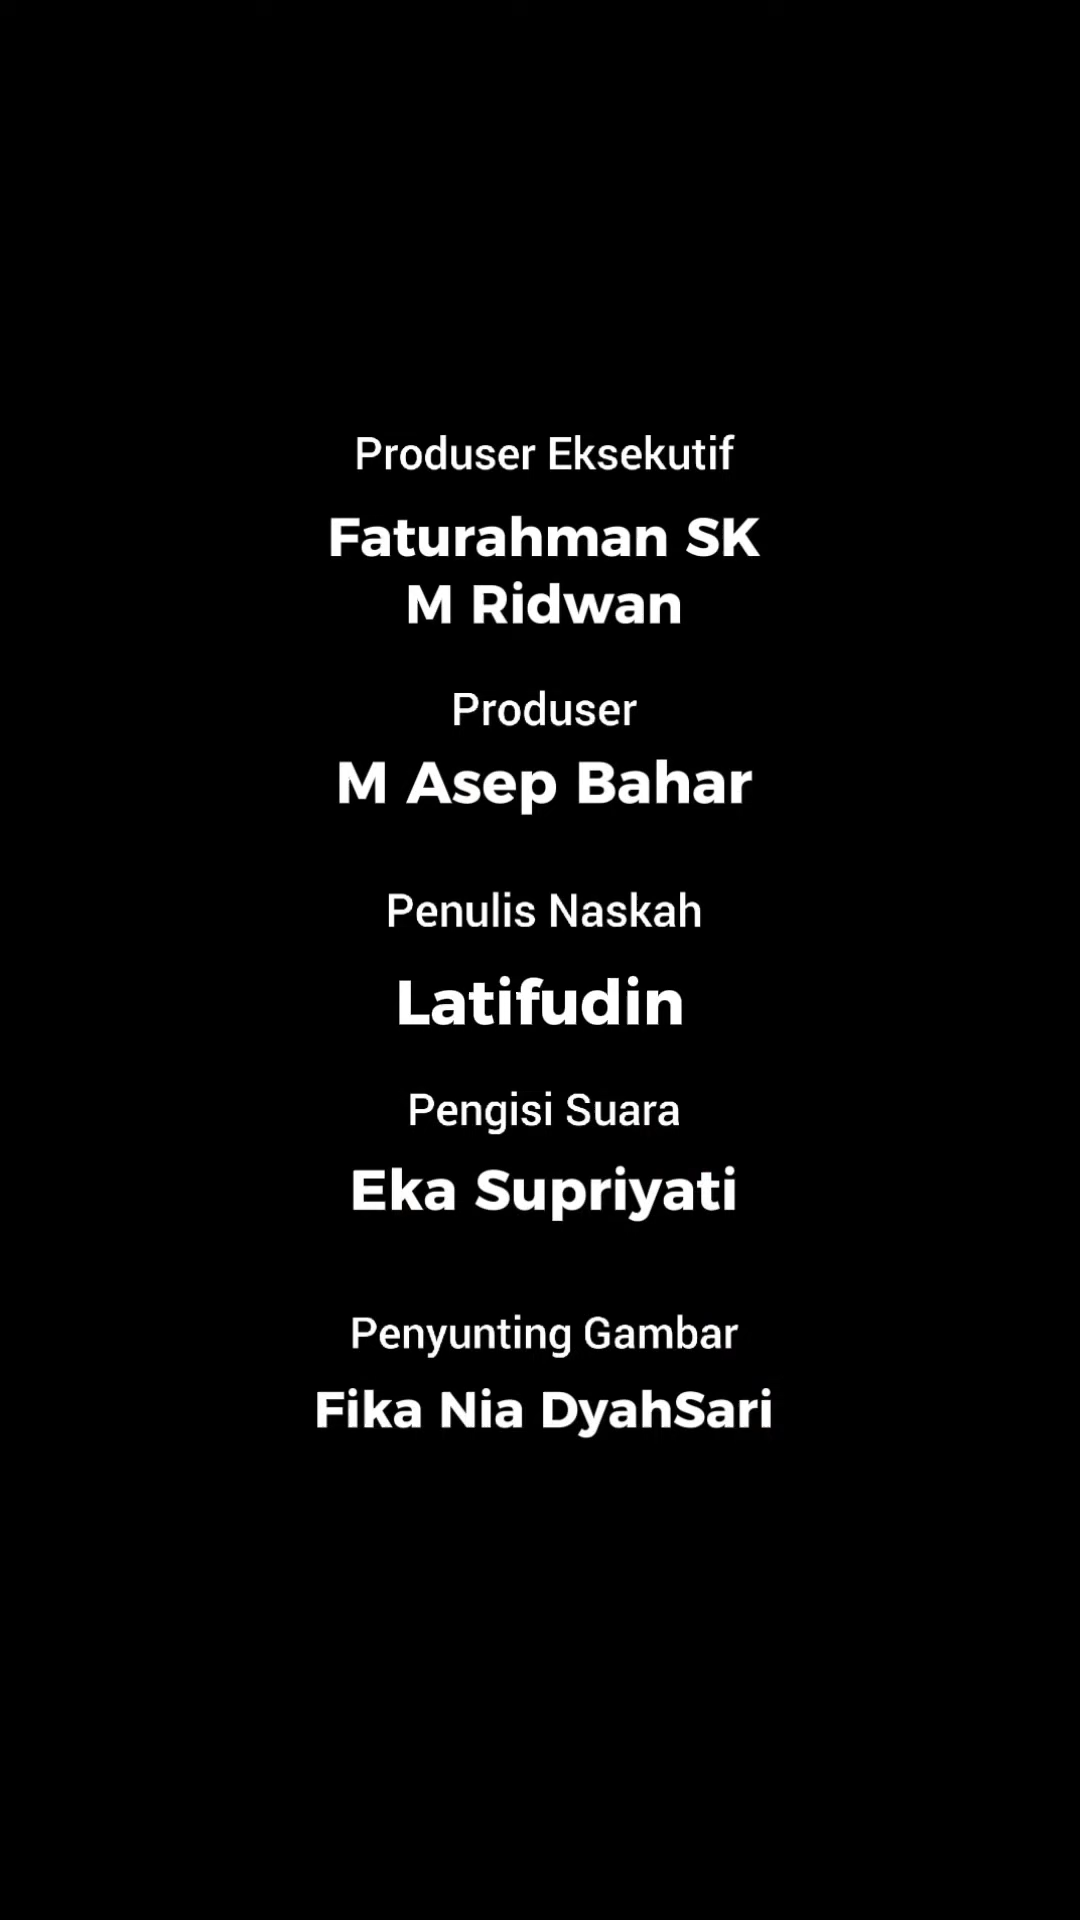 Produser Eksekutif
Faturahman SK
M Ridwan
Produser
M Asep Bahar
Penulis Naskah
Latifudin
Pengisi Suara
Eka Supriyati
Penyunting Gambar
Fika Nia DyahSari